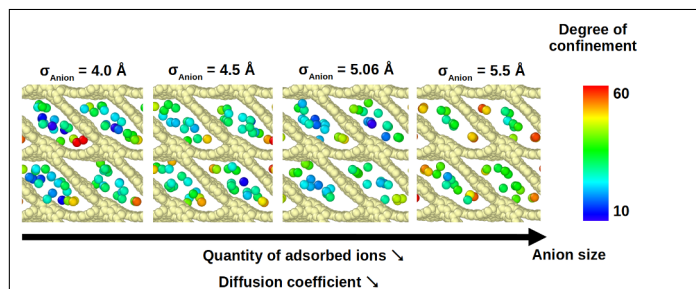 Degree of
confinement
σAnion = 4.0 Å σAnion = 4.5 Å σAnion = 5.06 Å σAnion = 5.5 Å
60
10
Quantity of adsorbed ions ↘
Anion size
Diffusion coefficient ↘